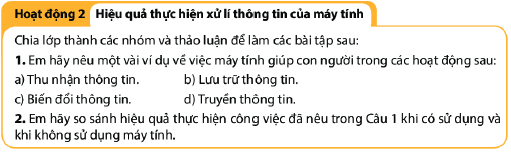 Hoạt động 2 Hiệu quả thực hiện xử lí thông tin của máy tính
Chia lớp thành các nhóm và thảo luận để làm các bài tập sau:
1. Em hãy nêu một vài ví dụ về việc máy tính giúp con người trong các hoạt động sau:
a) Thu nhận thông tin. b) Lưu trữ thông tin.
c) Biến đổi thông tin. d) Truyền thông tin.
2. Em hãy so sánh hiệu quả thực hiện công việc đã nêu trong Câu 1 khi có sử dụng và
khi không sử dụng máy tính.